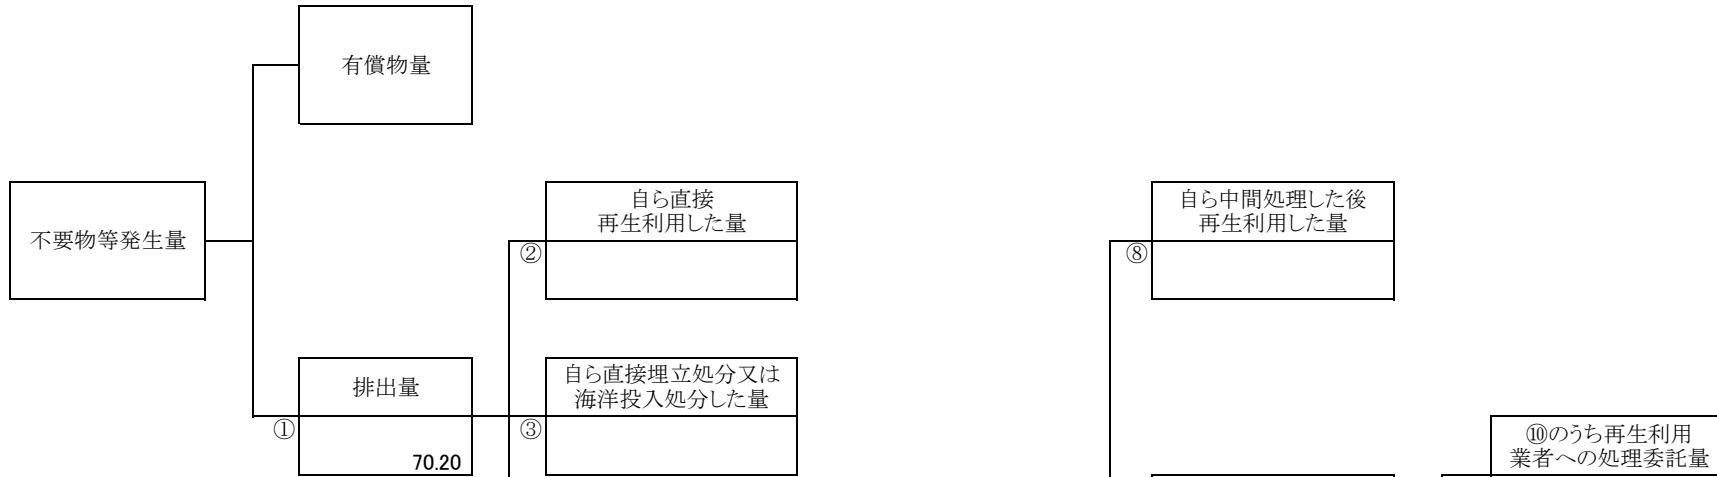 有償物量
不要物等発生量
自ら直接
再生利用した量
②
自ら中間処理した後
再生利用した量
⑧
排出量
①
70.20
自ら直接埋立処分又は
海洋投入処分した量
③
⑩のうち再生利用
業者への処理委託量